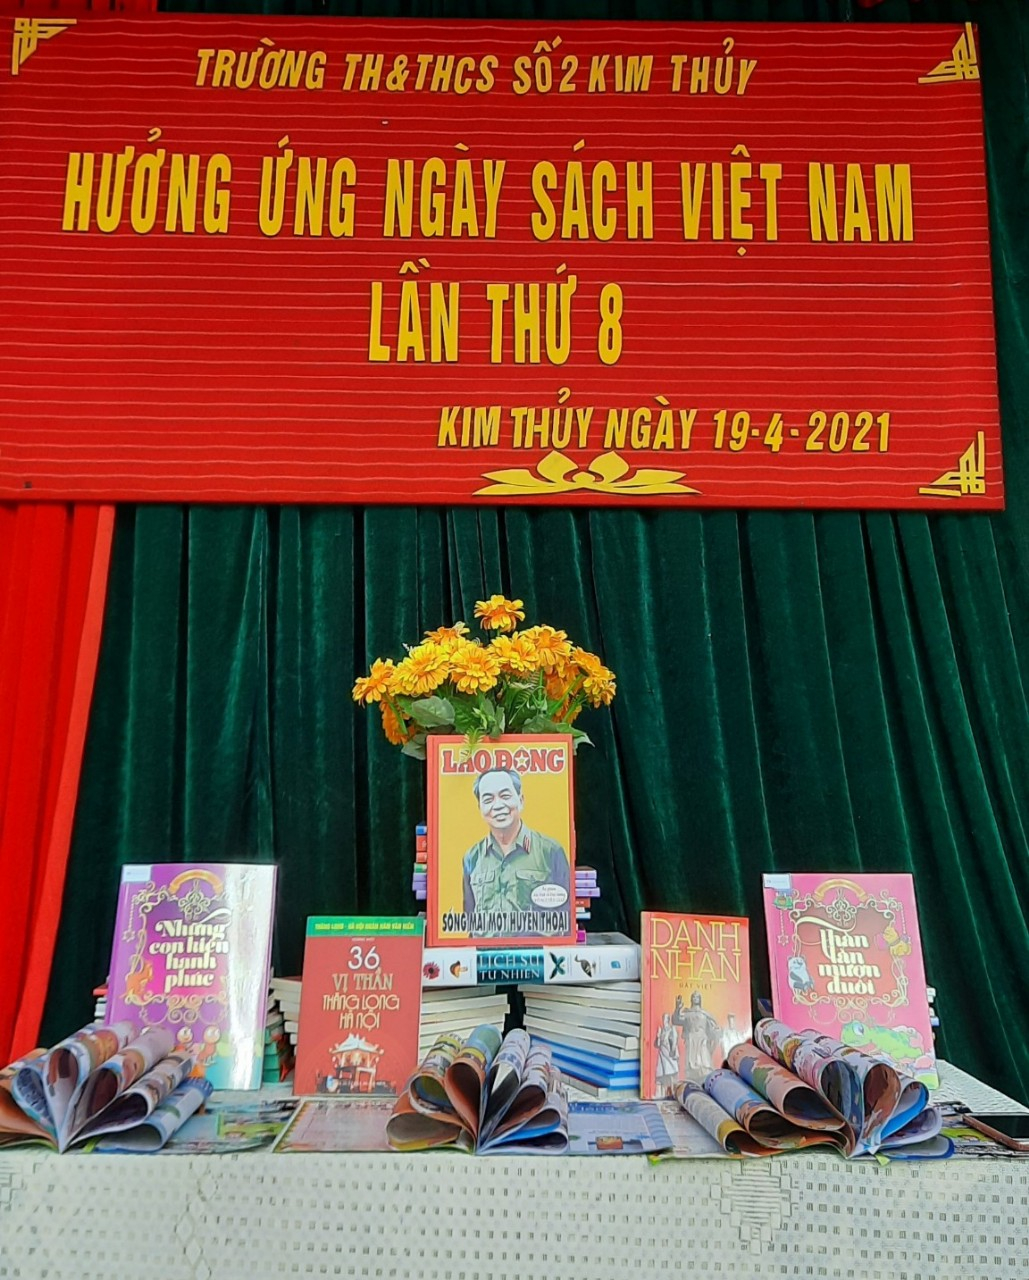 TRƯỜNG TH&THCS SỐ 2 KIM THỦY
HƯỞNG ỨNG NGÀY SÁCH VIỆT NAM
LẦN THỨ 8
KIM THỦY NGÀY 19-4-2021
LAO ĐỘNG
SỐNG MÃI MỘT HUYỀN THOẠI
Những
con kiến
hạnh
phúc
36
VỊ THẦN
THĂNG LONG
HÀ NỘI
LỊCH SỬ
TỰ NHIÊN
DANH
NHÂN
ĐẤT VIỆT
Thằn
lằn
mượn
đuôi